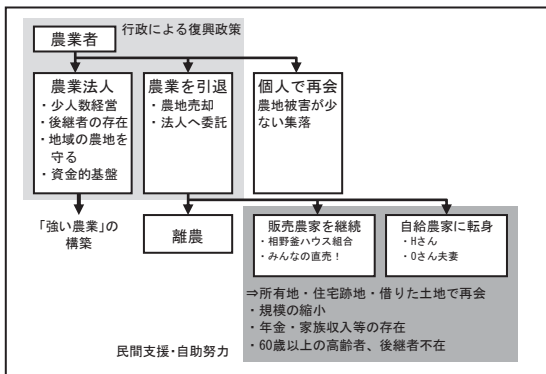 行政による復興政策
農業者
農業法人
・少人数経営
・後継者の存在
・地域の農地を
守る
・資金的基盤
農業を引退
・農地売却
・法人へ委託
個人で再会
農地被害が少
ない集落
「強い農業」の
構築
離農
販売農家を継続
・相野釜ハウス組合
・みんなの直売！
自給農家に転身
・Hさん
・Oさん夫妻
⇒所有地・住宅跡地・借りた土地で再会
・規模の縮小
・年金・家族収入等の存在
・60歳以上の高齢者、後継者不在
民間支援・自助努力